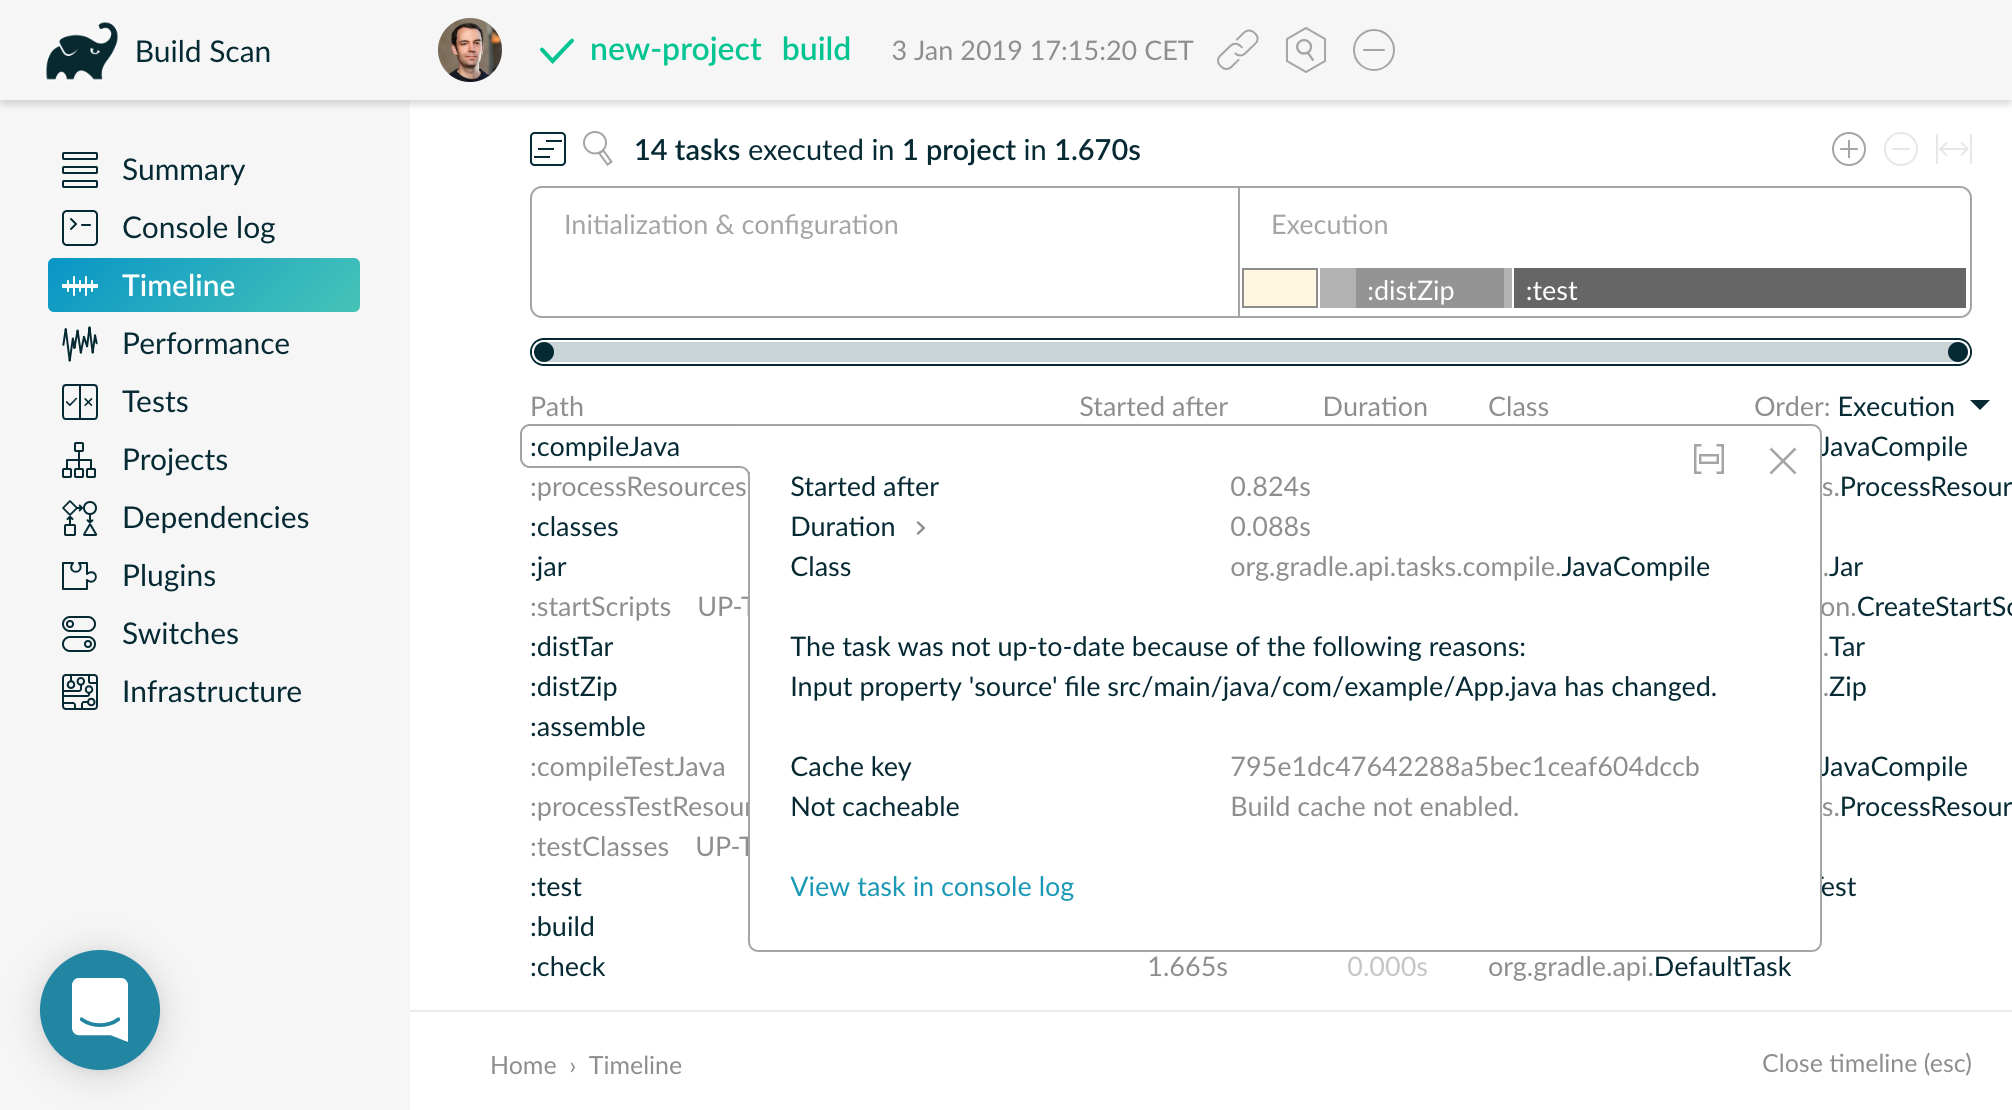 Build Scan
new-project build 3 Jan 2019 17:15:20 CET
Summary
Console log
Timeline
Performance
Tests
Projects
Dependencies
Plugins
Switches
Infrastructure
14 tasks executed in 1 project in 1.670s
Initialization & configuration Execution
:distZip :test
Path Started after Duration Class Order: Execution
:compileJava JavaCompile
:processResources s.ProcessResour
:classes
:jar .Jar
:startScripts UP-T on.CreateStartSc
:distTar .Tar
:distZip .Zip
:assemble
:compileTestJava JavaCompile
:processTestResour s.ProcessResour
:testClasses UP-T
:test est
:build
:check 1.665s 0.000s org.gradle.api.DefaultTask
Started after 0.824s
Duration > 0.088s
Class org.gradle.api.tasks.compile.JavaCompile
The task was not up-to-date because of the following reasons:
Input property 'source' file src/main/java/com/example/App.java has changed.
Cache key 795e1dc47642288a5bec1ceaf604dccb
Not cacheable Build cache not enabled.
View task in console log
Home › Timeline
Close timeline (esc)